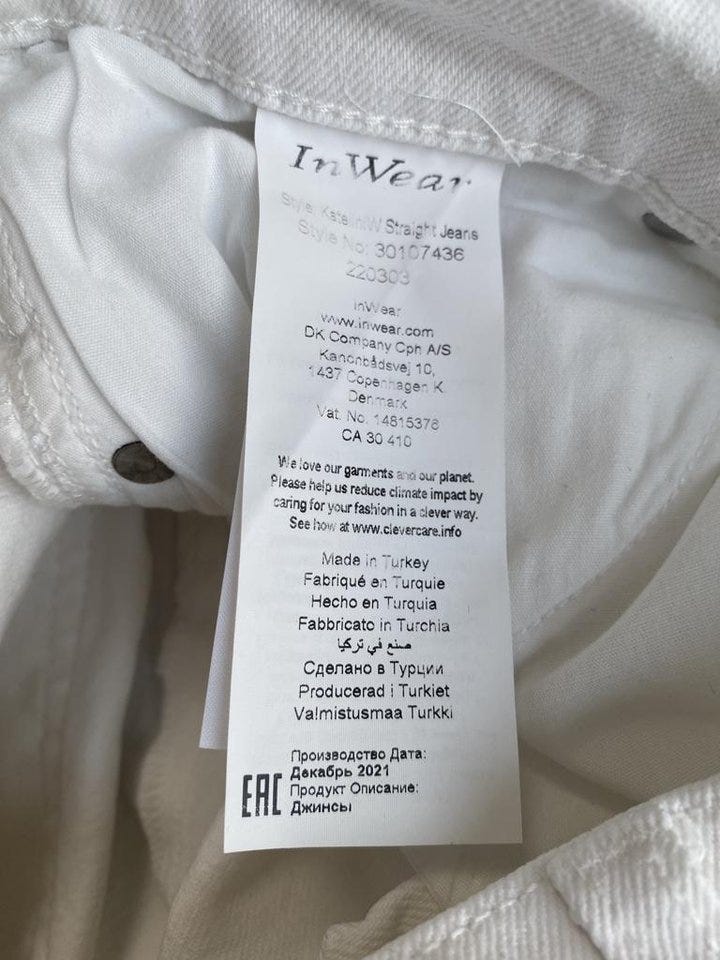 InWear
Style: KateInIW Straight Jeans
Style No: 30107436
220303
InWear
www.inwear.com
DK Company Cph A/S
Kanonbådsvej 10,
1437 Copenhagen K
Denmark
Vat. No. 14815378
CA 30 410
We love our garments and our planet.
Please help us reduce climate impact by
caring for your fashion in a clever way.
See how at www.clevercare.info
Made in Turkey
Fabriqué en Turquie
Hecho en Turquia
Fabbricato in Turchia
صنع في تركيا
Сделано в Турции
Producerad i Turkiet
Valmistusmaa Turkki
Производство Дата:
Декабрь 2021
EAC Продукт Описание:
Джинсы